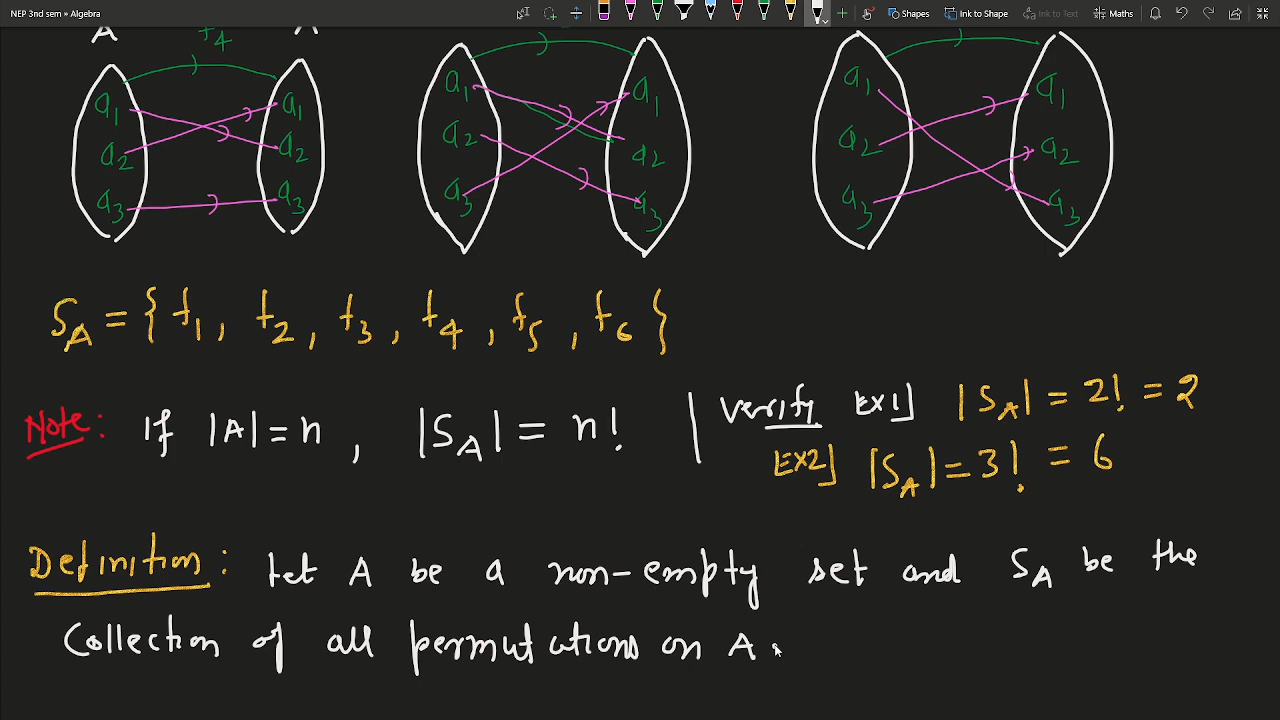 NEP 3nd sem » Algebra
Shapes Ink to Shape Ink to Text Maths
A f4 A
a1 a1 a1 a1 a1 a1
a2 a2 a2 a2 a2 a2
a3 a3 a3 a3 a3 a3
SA = { f1, f2, f3, f4, f5, f6 }
Note: If |A| = n, |SA| = n! | Verify EX1] |SA| = 2! = 2
EX2] |SA| = 3! = 6
Definition: Let A be a non-empty set and SA be the
Collection of all permutations on A.